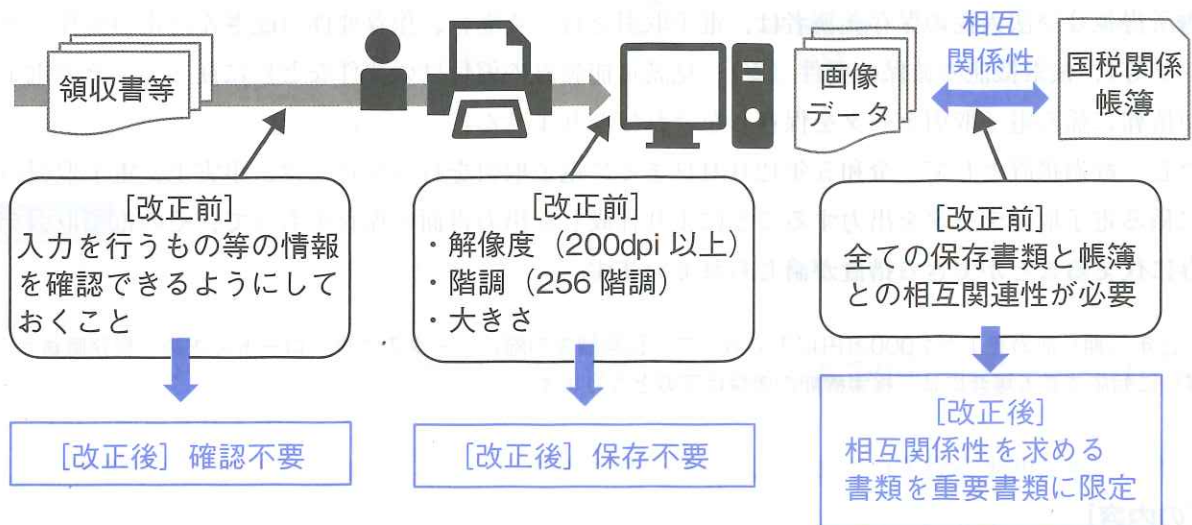 領収書等
画像
データ
相互
関係性
国税関係
帳簿
[改正前]
入力を行うもの等の情報
を確認できるようにして
おくこと
[改正前]
・解像度（200dpi 以上）
・階調（256 階調）
・大きさ
[改正前]
全ての保存書類と帳簿
との相互関連性が必要
[改正後] 確認不要
[改正後] 保存不要
[改正後]
相互関係性を求める
書類を重要書類に限定